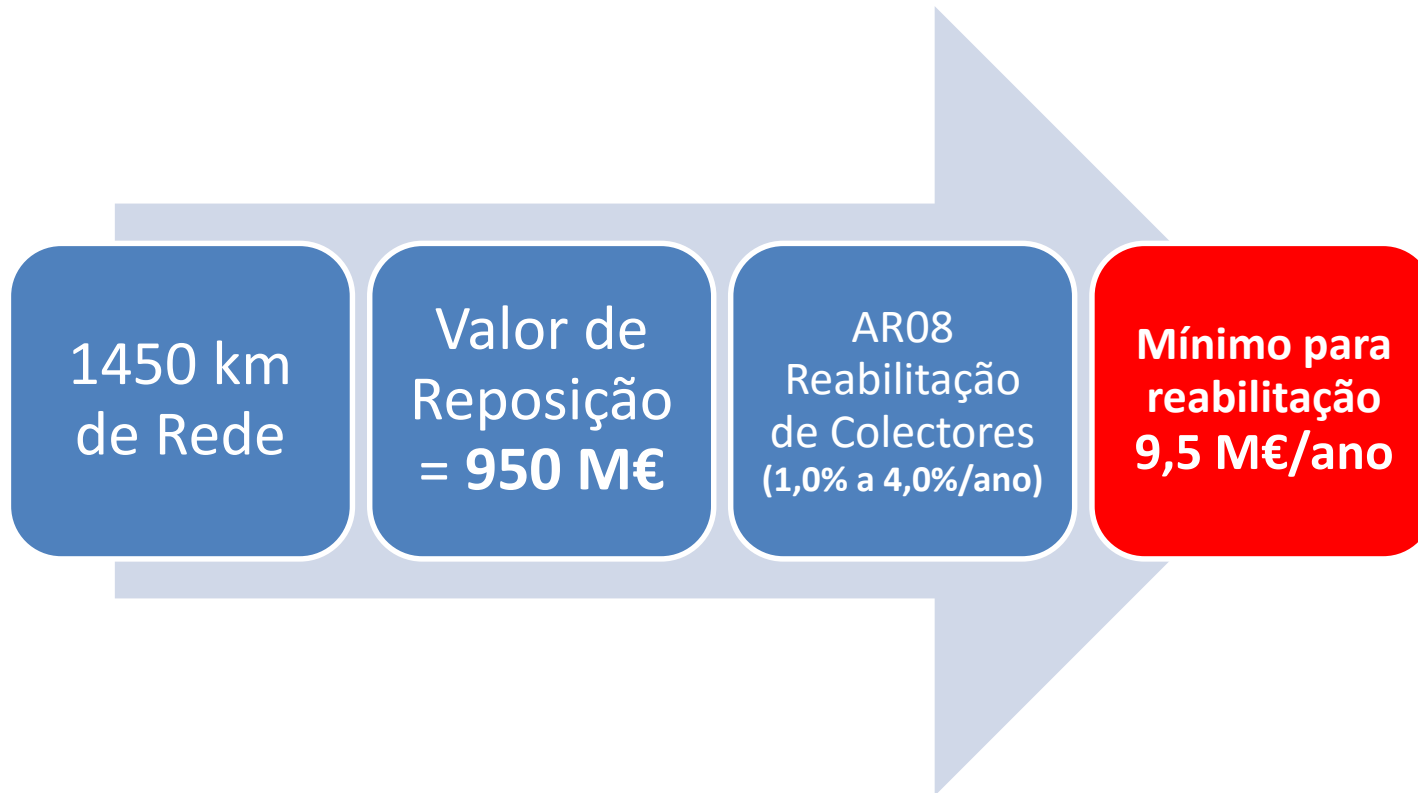 1450 km
de Rede
Valor de
Reposição
= 950 M€
AR08
Reabilitação
de Colectores
(1,0% a 4,0%/ano)
Mínimo para
reabilitação
9,5 M€/ano